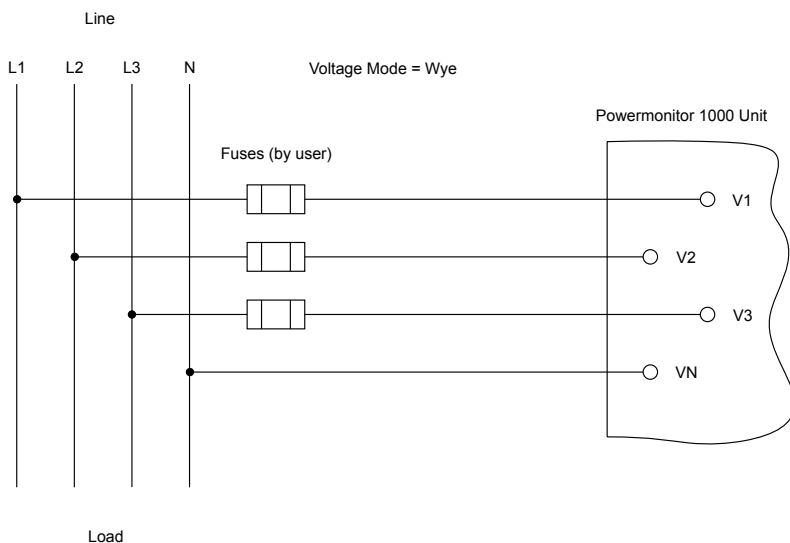 Line
L1 L2 L3 N
Voltage Mode = Wye
Powermonitor 1000 Unit
Fuses (by user)
V1
V2
V3
VN
Load